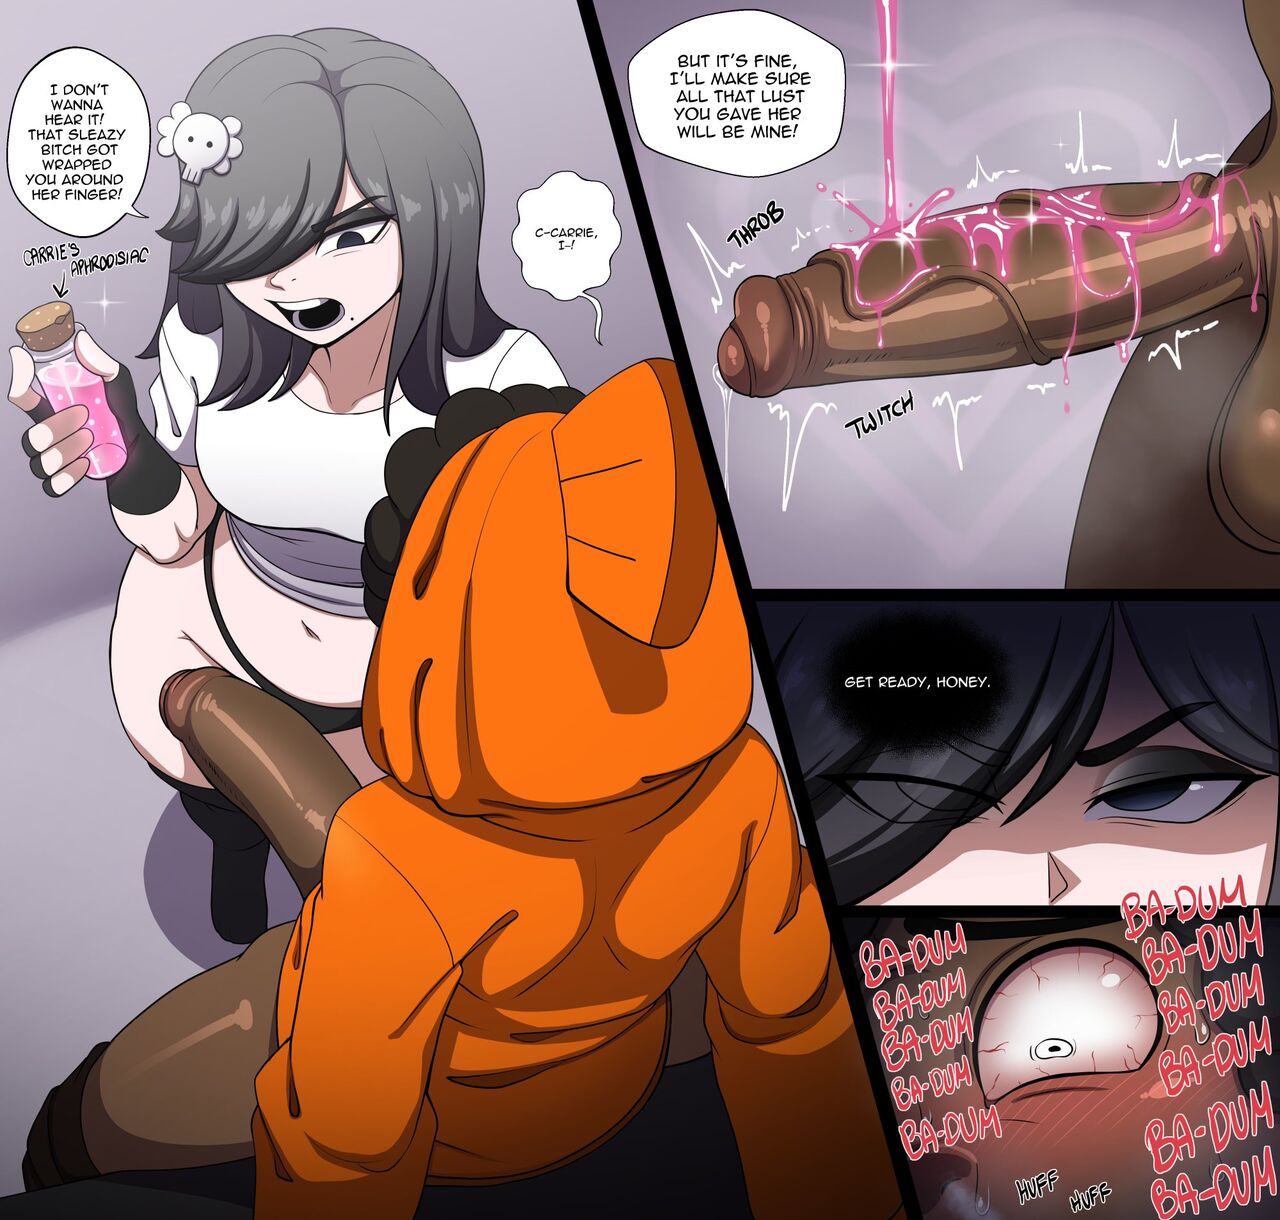 I DON'T
WANNA
HEAR IT!
THAT SLEAZY
BITCH GOT
WRAPPED
YOU AROUND
HER FINGER!
CARRIE'S
APHRODISIAC
C-CARRIE,
I-!
BUT IT'S FINE,
I'LL MAKE SURE
ALL THAT LUST
YOU GAVE HER
WILL BE MINE!
THROB
TWITCH
GET READY, HONEY.
BA-DUM
BA-DUM
BA-DUM
BA-DUM
BA-DUM
BA-DUM
BA-DUM
BA-DUM
BA-DUM
BA-DUM
BA-DUM
BA-DUM
HUFF
HUFF